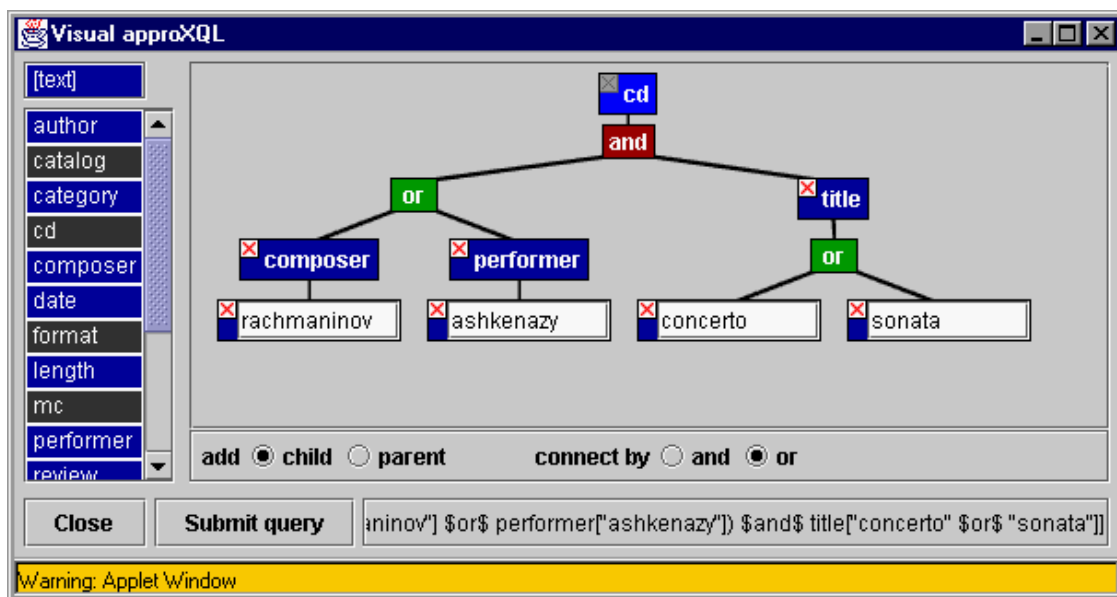 Visual approXQL
[text]
author
catalog
category
cd
composer
date
format
length
mc
performer
review
cd
and
or
title
composer
performer
or
rachmaninov
ashkenazy
concerto
sonata
add child parent connect by and or
Close
Submit query
aninov"] $or$ performer["ashkenazy"]) $and$ title["concerto" $or$ "sonata"]]
Warning: Applet Window